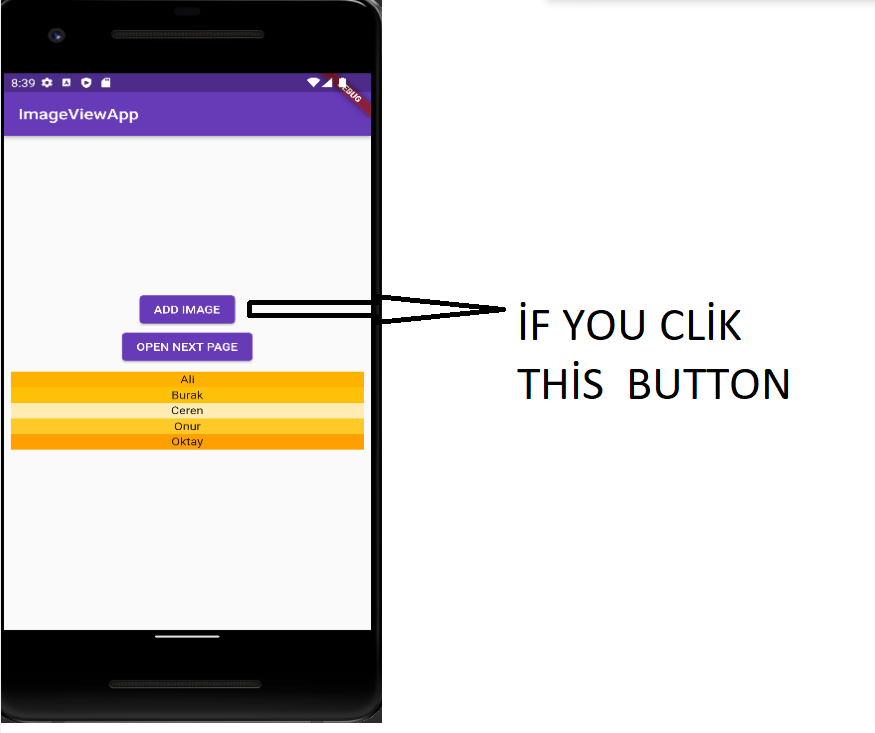 8:39
DEBUG
ImageViewApp
ADD IMAGE
OPEN NEXT PAGE
Ali
Burak
Ceren
Onur
Oktay
İF YOU CLİK
THİS BUTTON